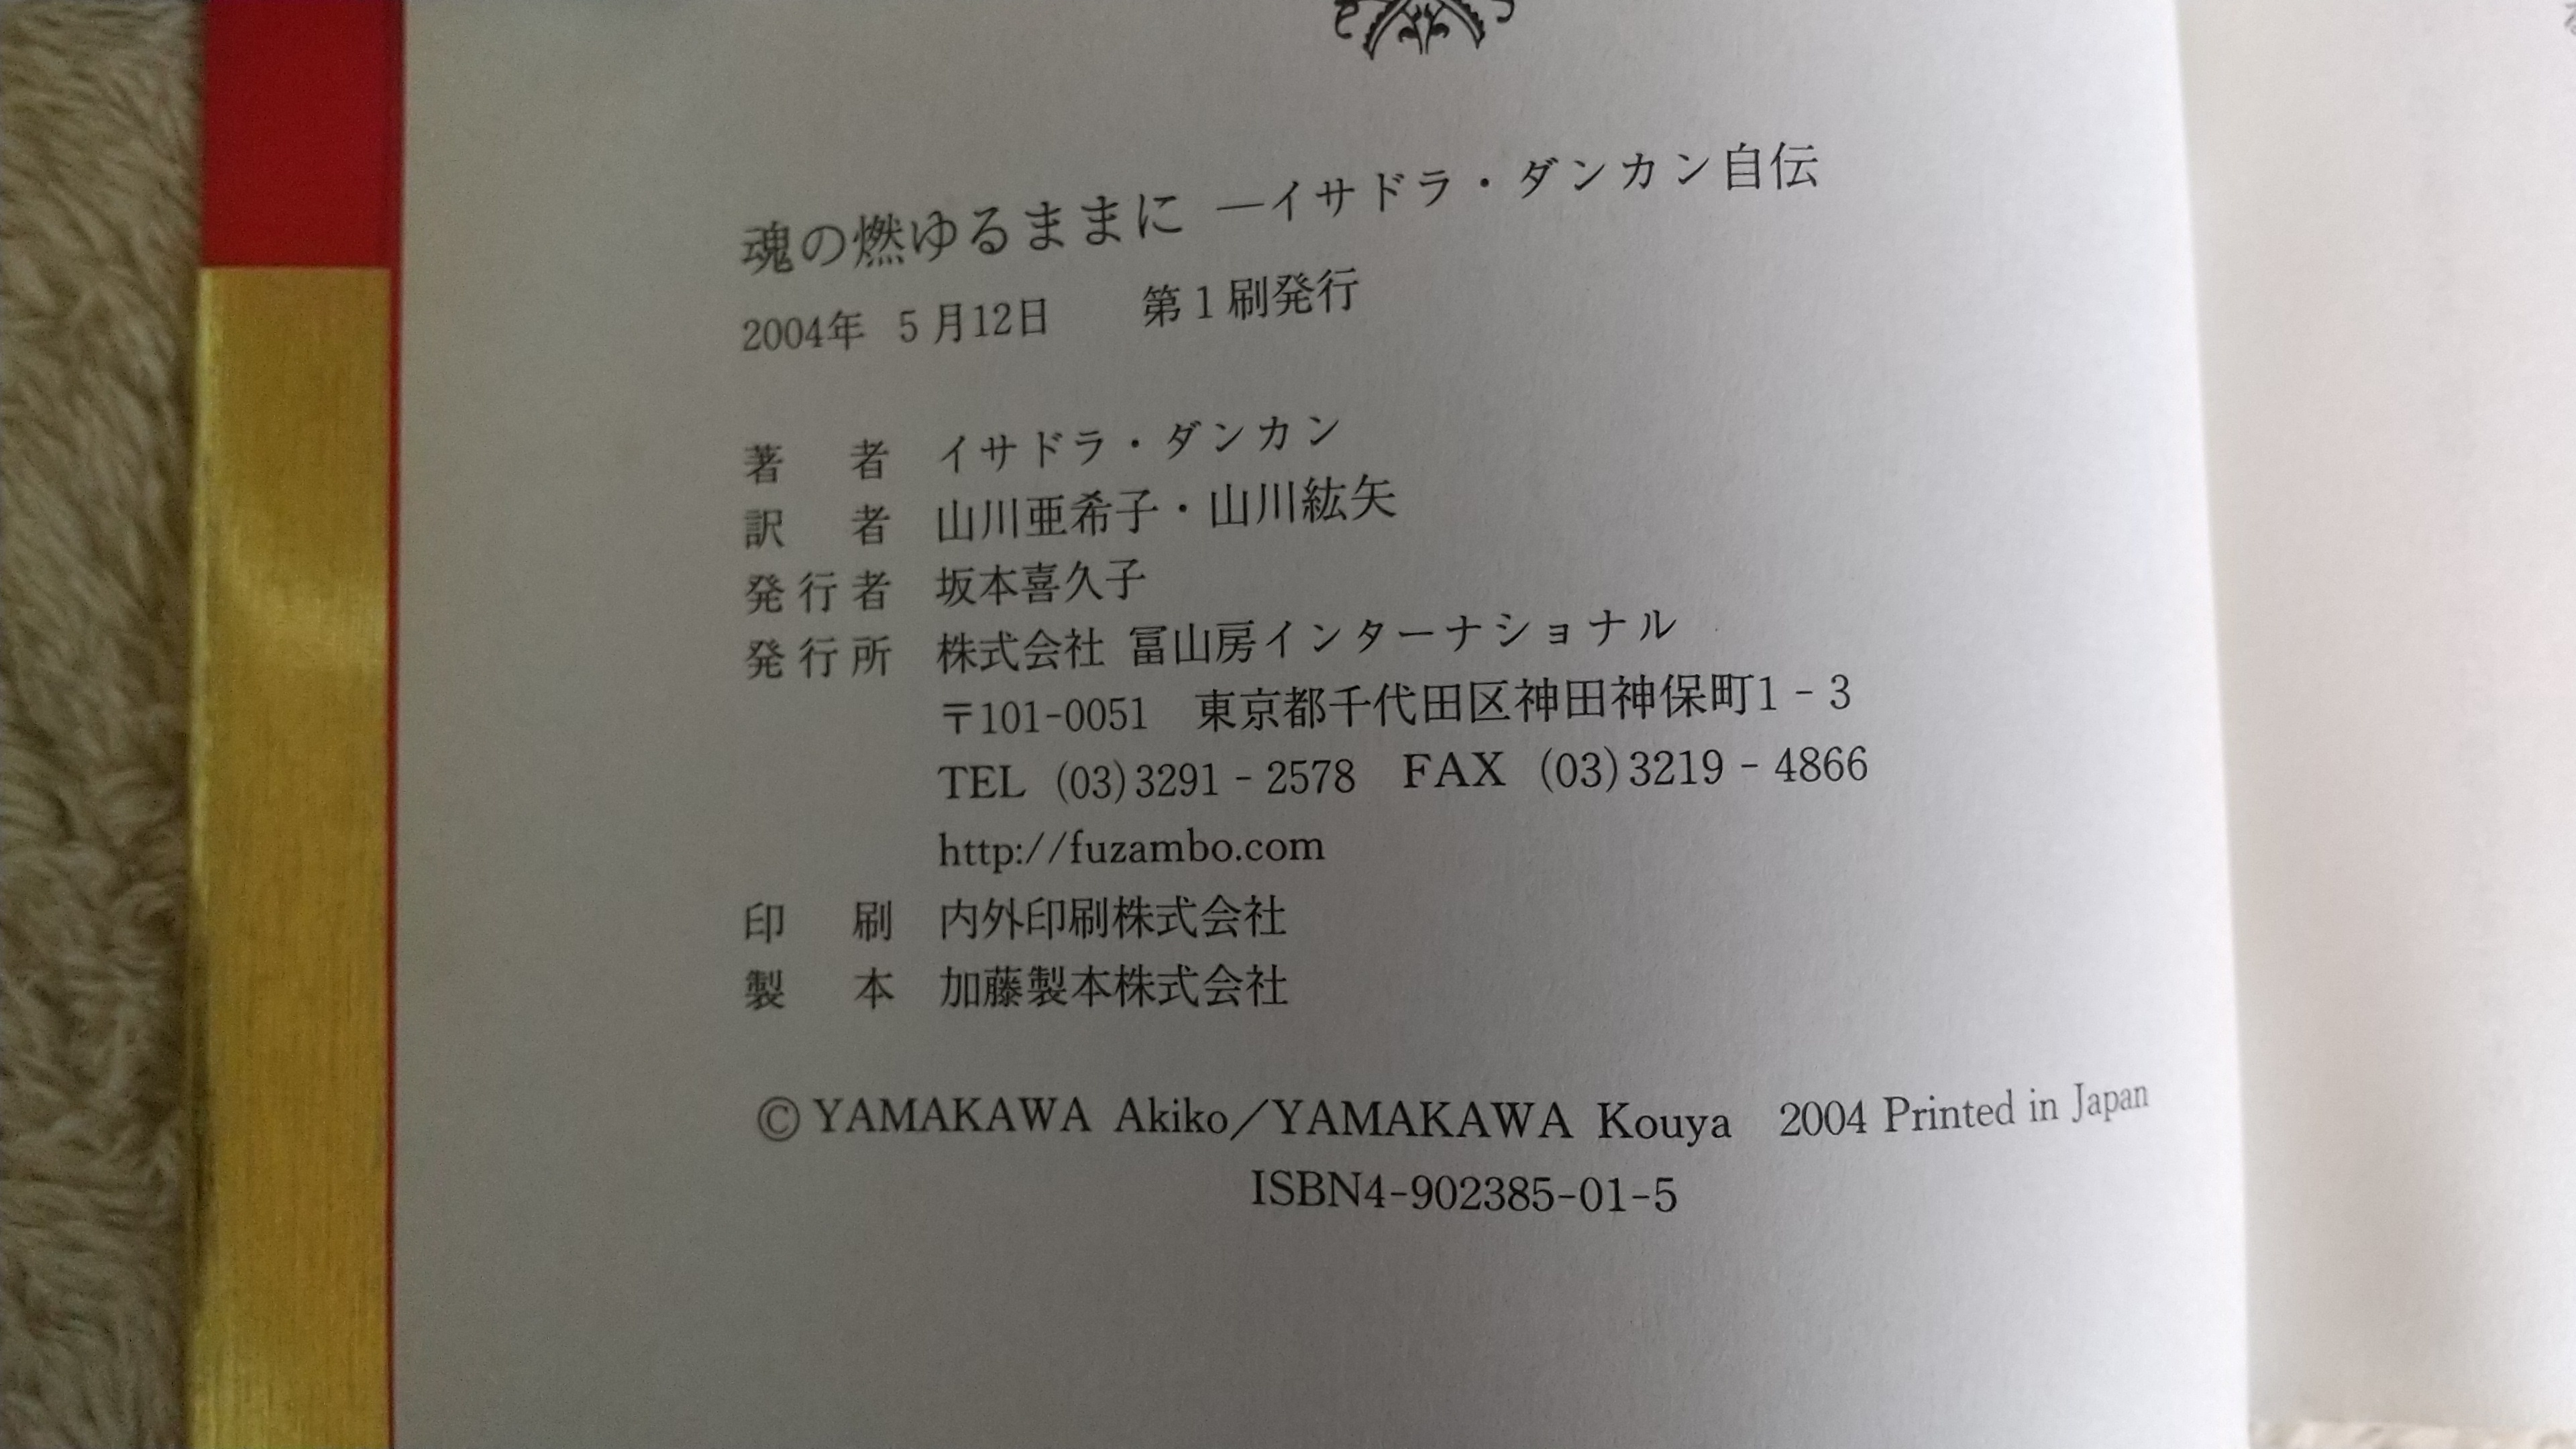 魂の燃ゆるままに ―イサドラ・ダンカン自伝
2004年 5月12日 第1刷発行
著者 イサドラ・ダンカン
訳者 山川亜希子・山川紘矢
発行者 坂本喜久子
発行所 株式会社 冨山房インターナショナル
〒101-0051 東京都千代田区神田神保町1-3
TEL (03)3291-2578 FAX (03)3219-4866
http://fuzambo.com
印刷 内外印刷株式会社
製本 加藤製本株式会社
©YAMAKAWA Akiko/YAMAKAWA Kouya 2004 Printed in Japan
ISBN4-902385-01-5